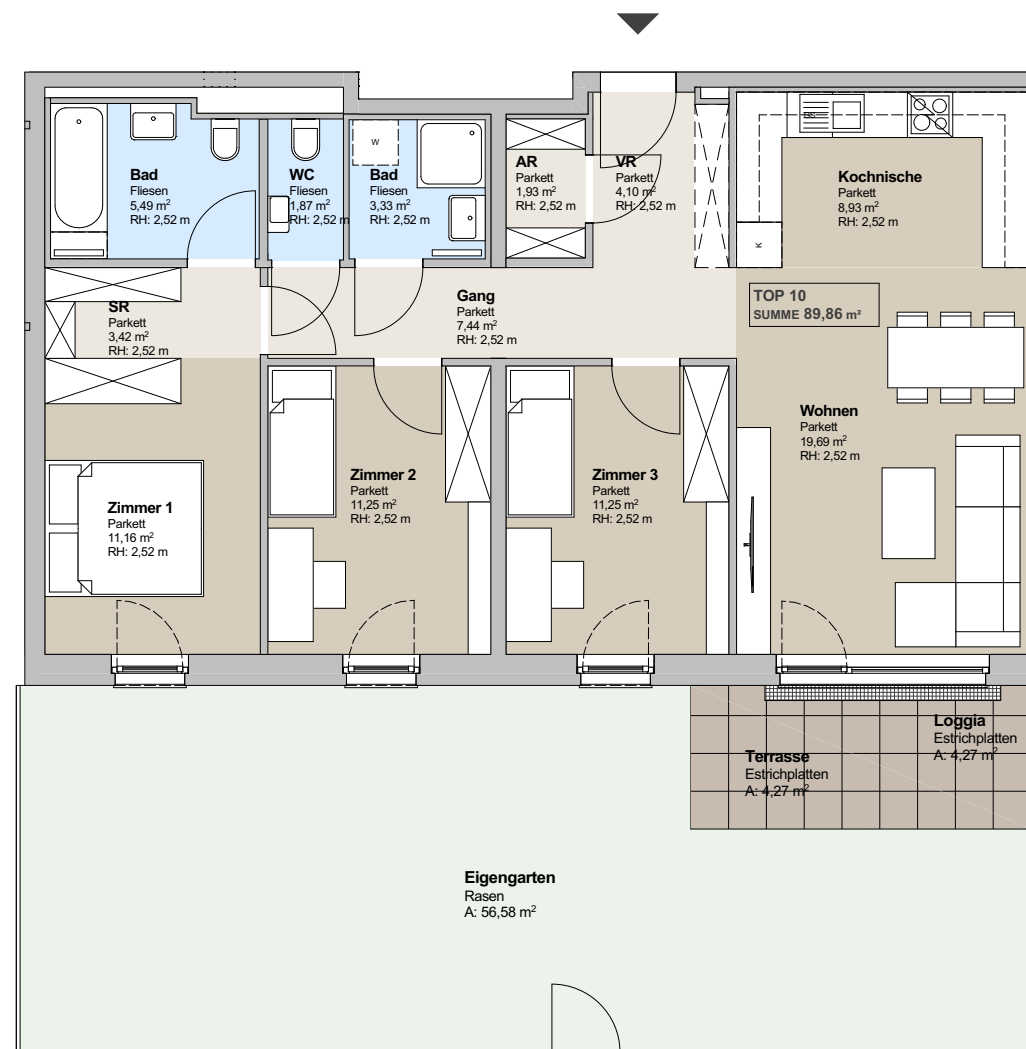 Bad
Fliesen
5,49 m²
RH: 2,52 m
WC
Fliesen
1,87 m²
RH: 2,52 m
W
Bad
Fliesen
3,33 m²
RH: 2,52 m
AR
Parkett
1,93 m²
RH: 2,52 m
VR
Parkett
4,10 m²
RH: 2,52 m
Kochnische
Parkett
8,93 m²
RH: 2,52 m
K
SR
Parkett
3,42 m²
RH: 2,52 m
Gang
Parkett
7,44 m²
RH: 2,52 m
TOP 10
SUMME 89,86 m²
Wohnen
Parkett
19,69 m²
RH: 2,52 m
Zimmer 1
Parkett
11,16 m²
RH: 2,52 m
Zimmer 2
Parkett
11,25 m²
RH: 2,52 m
Zimmer 3
Parkett
11,25 m²
RH: 2,52 m
Loggia
Estrichplatten
A: 4,27 m²
Terrasse
Estrichplatten
A: 4,27 m²
Eigengarten
Rasen
A: 56,58 m²